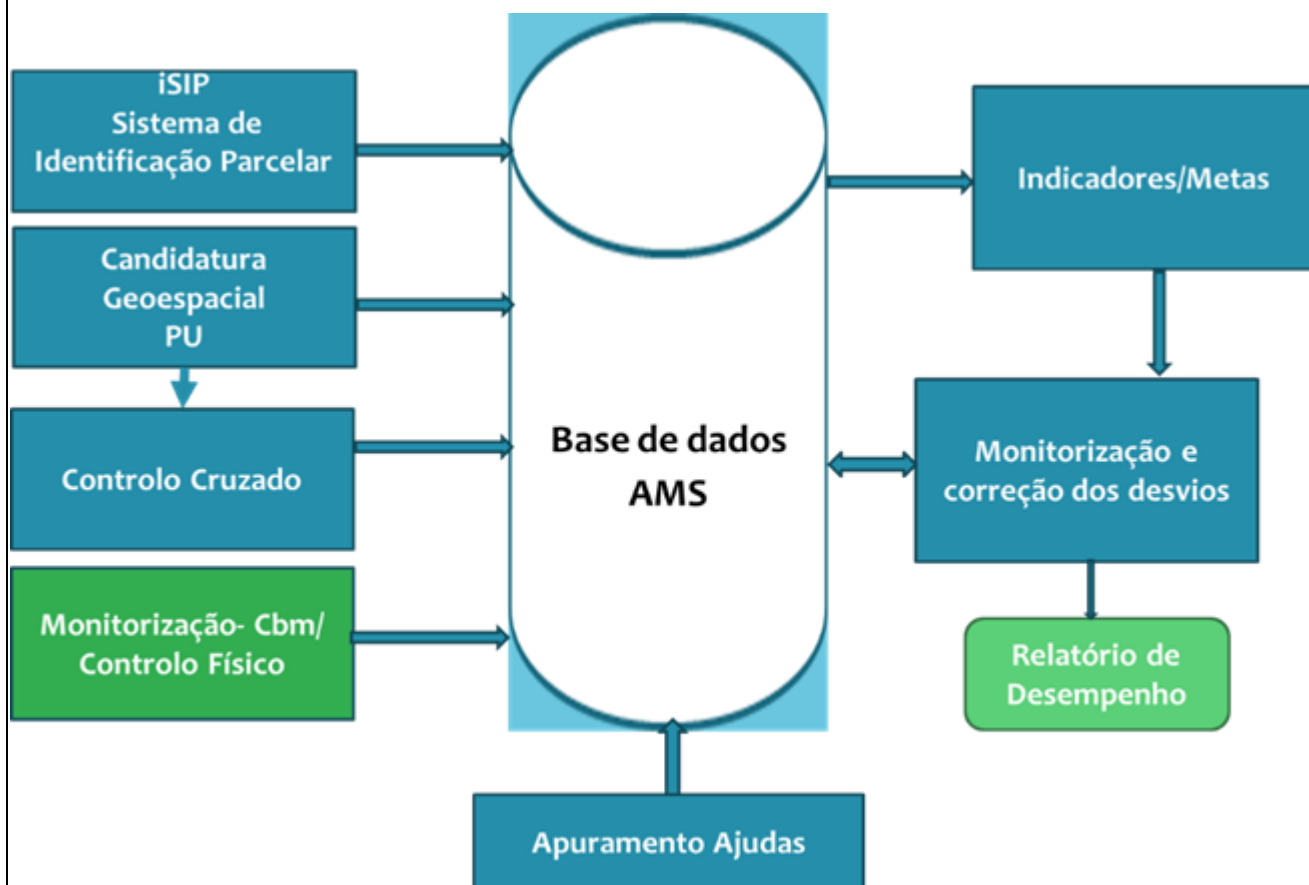 iSIP
Sistema de
Identificação Parcelar
Candidatura
Geoespacial
PU
Controlo Cruzado
Monitorização- Cbm/
Controlo Físico
Base de dados
AMS
Apuramento Ajudas
Indicadores/Metas
Monitorização e
correção dos desvios
Relatório de
Desempenho